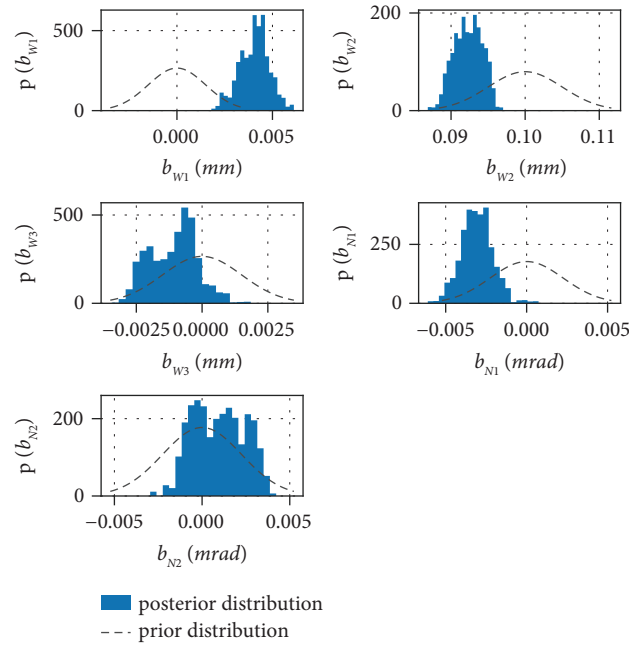 500
0
0.000 0.005
p (b_W1)
b_W1 (mm)
200
100
0
0.09 0.10 0.11
p (b_W2)
b_W2 (mm)
500
0
−0.0025 0.0000 0.0025
p (b_W3)
b_W3 (mm)
250
0
−0.005 0.000 0.005
p (b_N1)
b_N1 (mrad)
200
0
−0.005 0.000 0.005
p (b_N2)
b_N2 (mrad)
posterior distribution
prior distribution